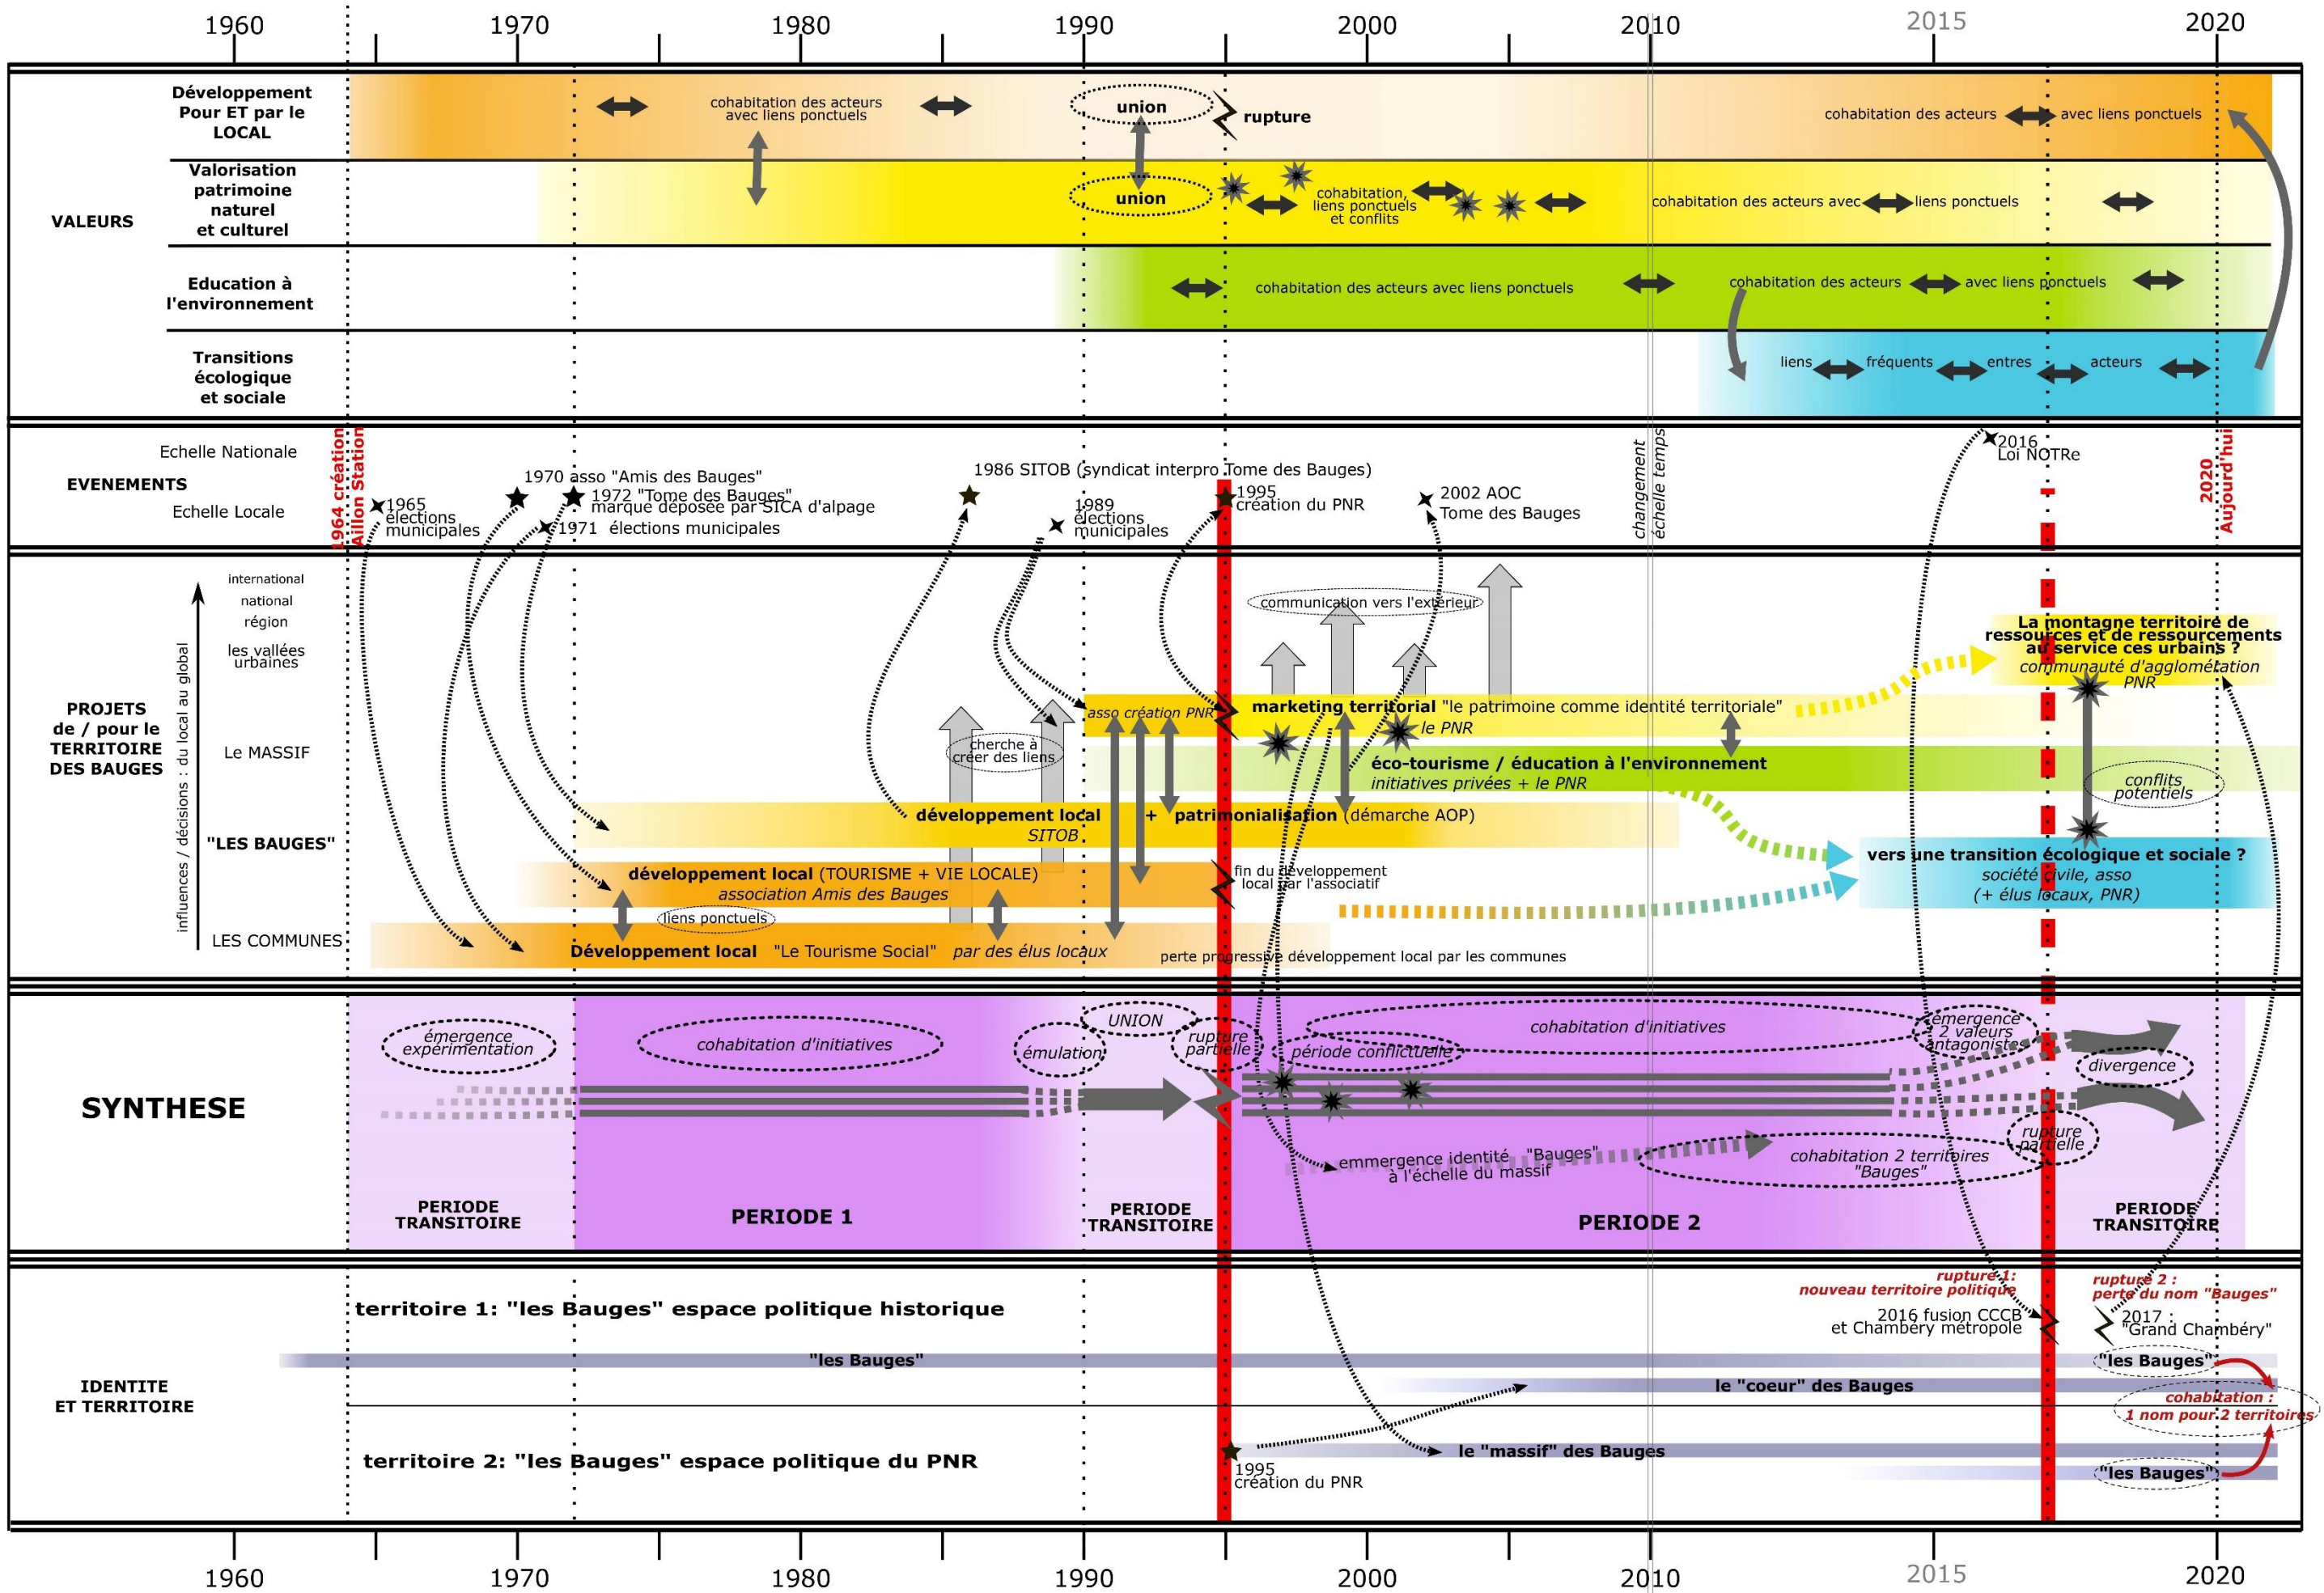 1960
1970
1980
1990
2000
2010
2015
2020
VALEURS
Développement
Pour ET par le
LOCAL
cohabitation des acteurs
avec liens ponctuels
union
rupture
cohabitation des acteurs
avec liens ponctuels
Valorisation
patrimoine
naturel
et culturel
union
cohabitation,
liens ponctuels
et conflits
cohabitation des acteurs avec
liens ponctuels
Education à
l'environnement
cohabitation des acteurs avec liens ponctuels
cohabitation des acteurs
avec liens ponctuels
Transitions
écologique
et sociale
liens
fréquents
entres
acteurs
EVENEMENTS
Echelle Nationale
Echelle Locale
1964 création
Aillon Station
1965
élections
municipales
1970 asso "Amis des Bauges"
1972 "Tome des Bauges"
marque déposée par SICA d'alpage
1971 élections municipales
1986 SITOB (syndicat interpro Tome des Bauges)
1989
élections
municipales
1995
création du PNR
2002 AOC
Tome des Bauges
changement
échelle temps
2016
Loi NOTRe
2020
Aujourd'hui
PROJETS
de / pour le
TERRITOIRE
DES BAUGES
influences / décisions : du local au global
international
national
région
les vallées
urbaines
Le MASSIF
"LES BAUGES"
LES COMMUNES
communication vers l'extérieur
La montagne territoire de
ressources et de ressourcements
au service ces urbains ?
communauté d'agglomération
PNR
asso création PNR
marketing territorial "le patrimoine comme identité territoriale"
le PNR
cherche à
créer des liens
éco-tourisme / éducation à l'environnement
initiatives privées + le PNR
conflits
potentiels
développement local
+ patrimonialisation (démarche AOP)
SITOB
vers une transition écologique et sociale ?
société civile, asso
(+ élus locaux, PNR)
développement local (TOURISME + VIE LOCALE)
association Amis des Bauges
fin du développement
local par l'associatif
liens ponctuels
Développement local "Le Tourisme Social" par des élus locaux
perte progressive développement local par les communes
SYNTHESE
émergence
expérimentation
cohabitation d'initiatives
émulation
UNION
rupture
partielle
période conflictuelle
cohabitation d'initiatives
émergence
2 valeurs
antagonistes
divergence
rupture
partielle
emmergence identité "Bauges"
à l'échelle du massif
cohabitation 2 territoires
"Bauges"
PERIODE
TRANSITOIRE
PERIODE 1
PERIODE
TRANSITOIRE
PERIODE 2
PERIODE
TRANSITOIRE
IDENTITE
ET TERRITOIRE
territoire 1: "les Bauges" espace politique historique
rupture 1:
nouveau territoire politique
2016 fusion CCCB
et Chambéry métropole
rupture 2 :
perte du nom "Bauges"
2017 :
"Grand Chambéry"
"les Bauges"
"les Bauges"
le "coeur" des Bauges
cohabitation :
1 nom pour 2 territoires
territoire 2: "les Bauges" espace politique du PNR
1995
création du PNR
le "massif" des Bauges
"les Bauges"
1960
1970
1980
1990
2000
2010
2015
2020